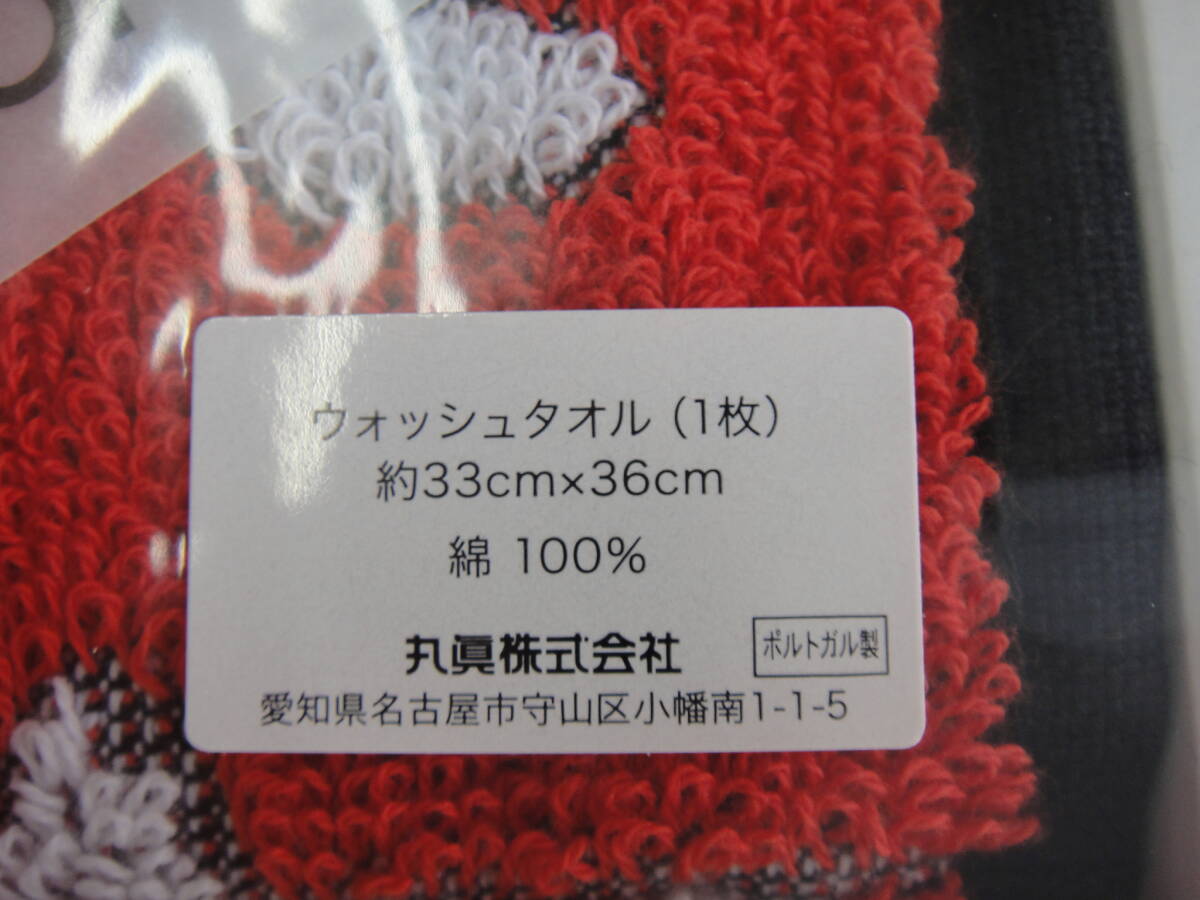 ウォッシュタオル（1枚）
約33cm×36cm
綿 100%
丸眞株式会社
ポルトガル製
愛知県名古屋市守山区小幡南1-1-5